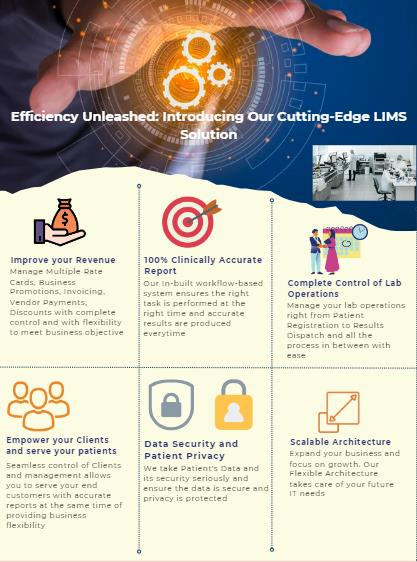 Efficiency Unleashed: Introducing Our Cutting-Edge LIMS
Solution
Improve your Revenue
Manage Multiple Rate
Cards, Business
Promotions, Invoicing,
Vendor Payments,
Discounts with complete
control and with flexibility
to meet business objective
100% Clinically Accurate
Report
Our In-built workflow-based
system ensures the right
task is performed at the
right time and accurate
results are produced
everytime
Complete Control of Lab
Operations
Manage your lab operations
right from Patient
Registration to Results
Dispatch and all the
process in between with
ease
Empower your Clients
and serve your patients
Seamless control of Clients
and management allows
you to serve your end
customers with accurate
reports at the same time of
providing business
flexibility
Data Security and
Patient Privacy
We take Patient's Data and
its security seriously and
ensure the data is secure and
privacy is protected
Scalable Architecture
Expand your business and
focus on growth. Our
Flexible Architecture
takes care of your future
IT needs